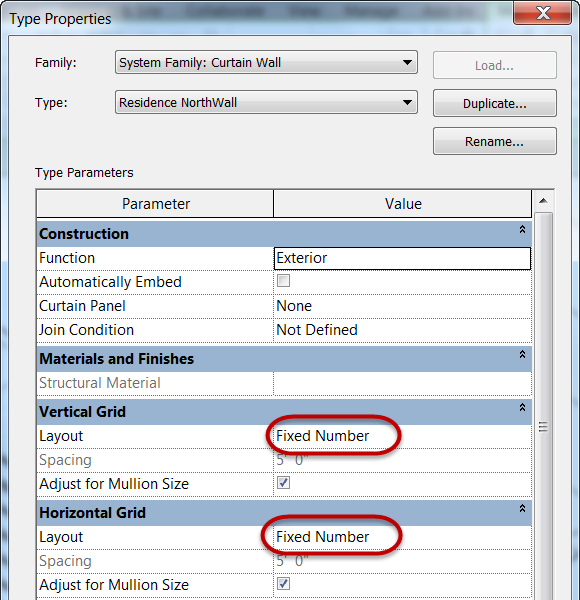 Type Properties
Family:
System Family: Curtain Wall
Load...
Type:
Residence NorthWall
Duplicate...
Rename...
Type Parameters
Parameter Value
Construction
Function Exterior
Automatically Embed
Curtain Panel None
Join Condition Not Defined
Materials and Finishes
Structural Material
Vertical Grid
Layout Fixed Number
Spacing 5' 0"
Adjust for Mullion Size
Horizontal Grid
Layout Fixed Number
Spacing 5' 0"
Adjust for Mullion Size